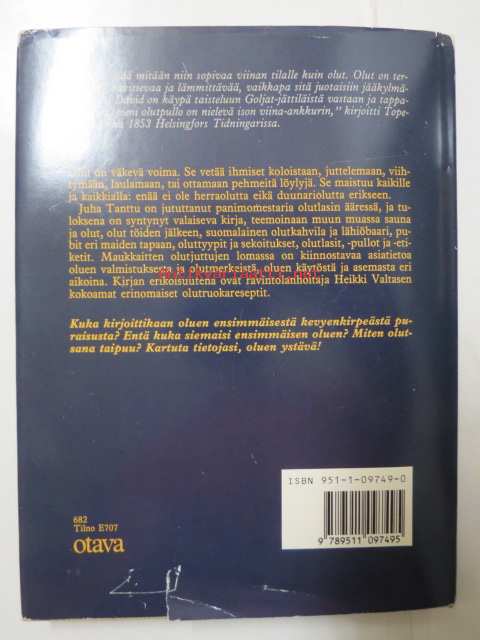 dä mitään niin sopivaa viinan tilalle kuin olut. Olut on ter-
itsevaa ja lämmittävää, vaikkapa sitä juotaisiin jääkylmä-
David on käypä taisteluun Goljat-jättiläistä vastaan ja tappa-
eni olutpullo on nielevä ison viina-ankkurin," kirjoitti Tope-
1853 Helsingfors Tidningarissa.
Olut on väkevä voima. Se vetää ihmiset koloistaan, juttelemaan, viih-
tymään, laulamaan, tai ottamaan pehmeitä löylyjä. Se maistuu kaikille
ja kaikkialla: enää ei ole herraolutta eikä duunariolutta erikseen.
Juha Tanttu on jututtanut panimomestaria olutlasin ääressä, ja tu-
loksena on syntynyt valaiseva kirja, teemoinaan muun muassa sauna
ja olut, olut töiden jälkeen, suomalainen olutkahvila ja lähiöbaari, pu-
bit eri maiden tapaan, oluttyypit ja sekoitukset, olutlasit, -pullot ja -eti-
ketit. Maukkaitten olutjuttujen lomassa on kiinnostavaa asiatietoa
oluen valmistuksesta ja olutmerkeistä, oluen käytöstä ja asemasta eri
aikoina. Kirjan erikoisuutena ovat ravintolanhoitaja Heikki Valtasen
kokoamat erinomaiset olutruokareseptit.
Kuka kirjoittikaan oluen ensimmäisestä kevyenkirpeästä pu-
raisusta? Entä kuka siemaisi ensimmäisen oluen? Miten olut-
sana taipuu? Kartuta tietojasi, oluen ystävä!
ISBN 951-1-09749-0
9 789511 097495
682
Tilno E707
otava